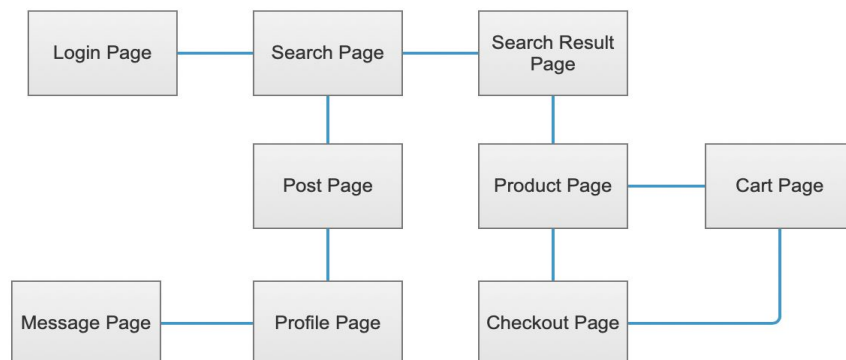 Login Page
Search Page
Search Result
Page
Post Page
Product Page
Cart Page
Message Page
Profile Page
Checkout Page